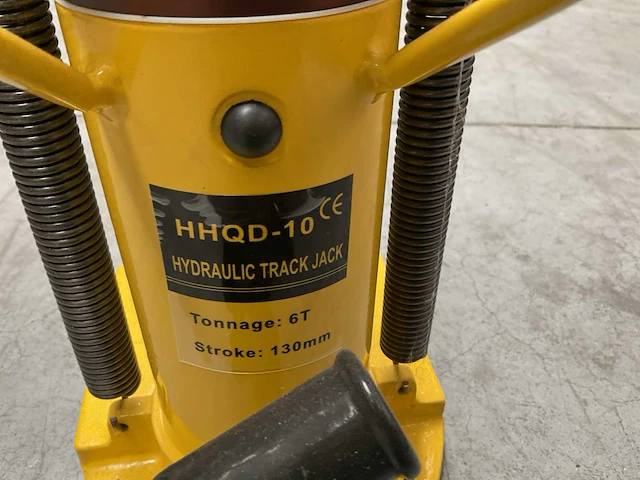 HHQD-10 CE
HYDRAULIC TRACK JACK
Tonnage: 6T
Stroke: 130mm